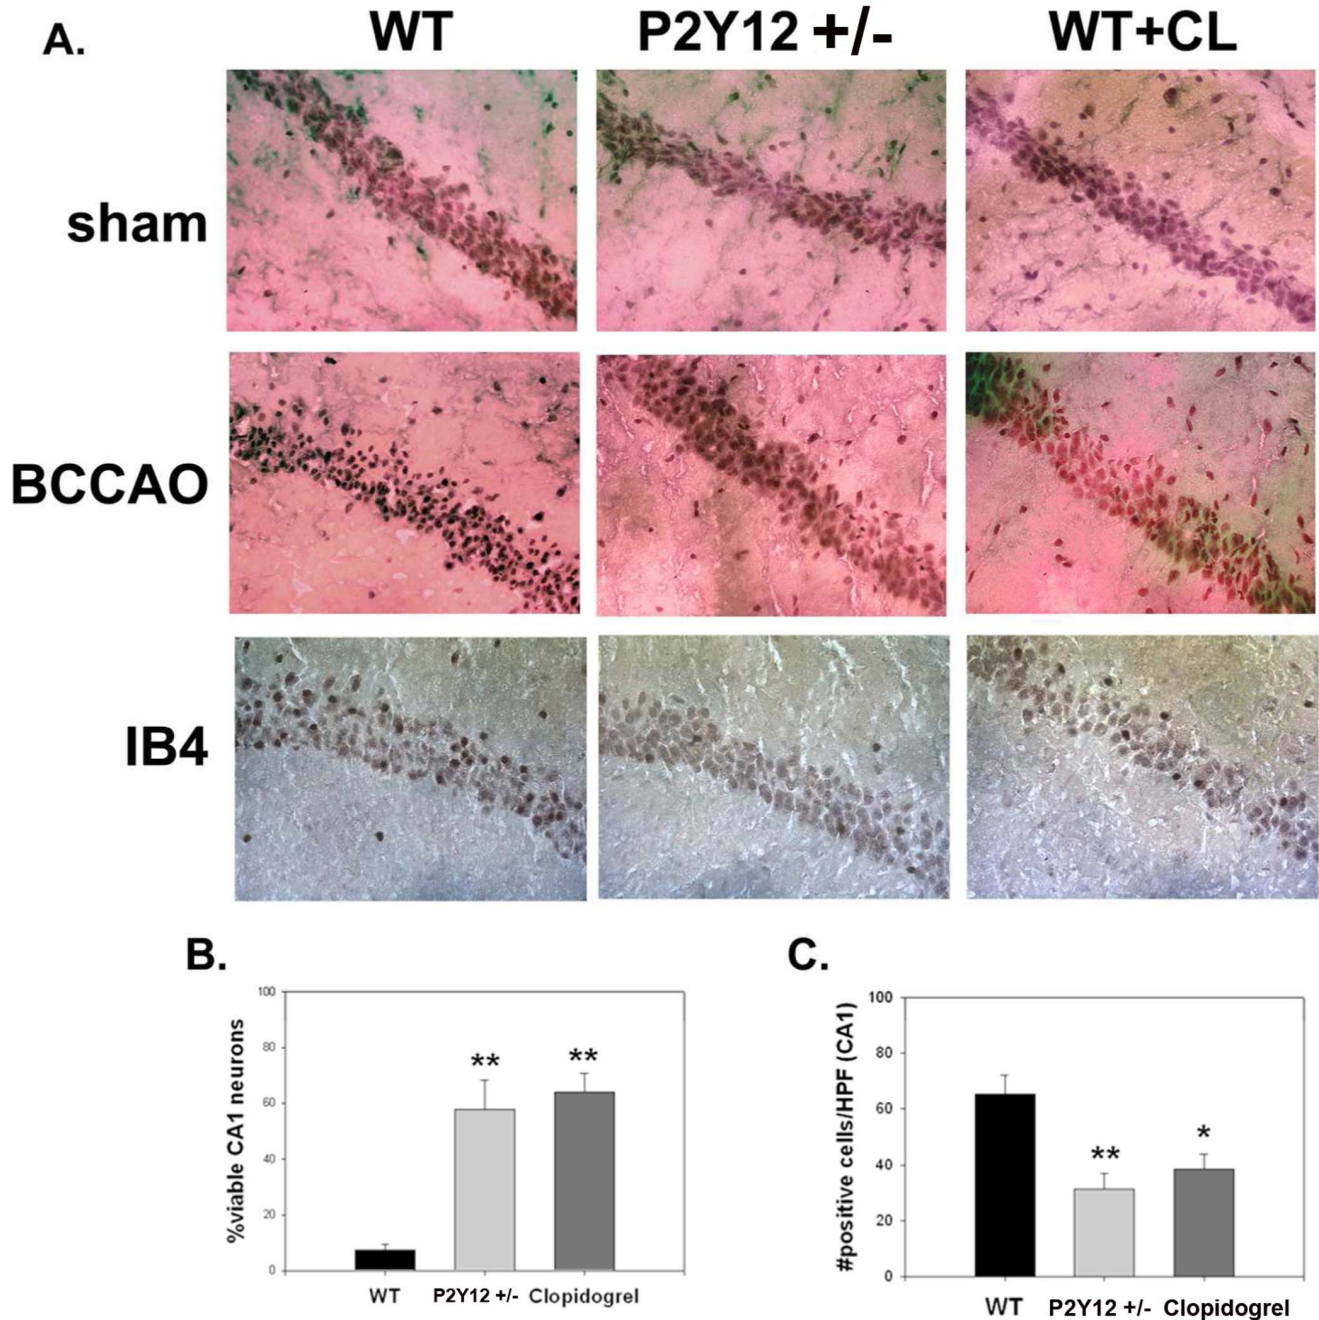 A.
WT P2Y12 +/- WT+CL
sham
BCCAO
IB4
B.
%viable CA1 neurons
100
80
60
40
20
0
** **
WT P2Y12 +/- Clopidogrel
C.
#positive cells/HPF (CA1)
100
80
60
40
20
0
** *
WT P2Y12 +/- Clopidogrel